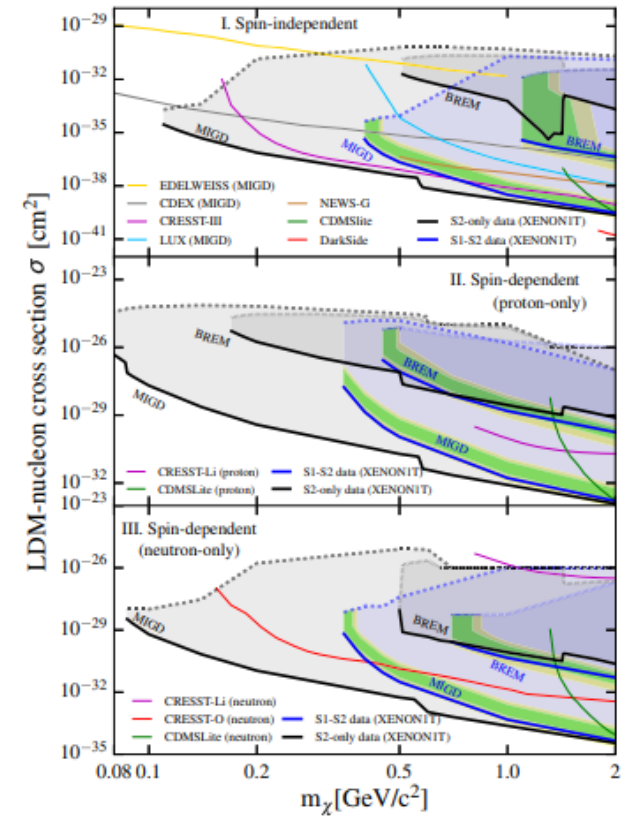 I. Spin-independent
10⁻²⁹
10⁻³²
10⁻³⁵
10⁻³⁸
10⁻⁴¹
BREM
BREM
MIGD
MIGD
EDELWEISS (MIGD)
CDEX (MIGD)
CRESST-III
LUX (MIGD)
NEWS-G
CDMSlite
DarkSide
S2-only data (XENON1T)
S1-S2 data (XENON1T)
LDM-nucleon cross section σ [cm²]
II. Spin-dependent
(proton-only)
10⁻²³
10⁻²⁶
10⁻²⁹
10⁻³²
BREM
BREM
MIGD
MIGD
CRESST-Li (proton)
CDMSLite (proton)
S1-S2 data (XENON1T)
S2-only data (XENON1T)
III. Spin-dependent
(neutron-only)
10⁻²³
10⁻²⁶
10⁻²⁹
10⁻³²
10⁻³⁵
MIGD
BREM
BREM
MIGD
CRESST-Li (neutron)
CRESST-O (neutron)
CDMSLite (neutron)
S1-S2 data (XENON1T)
S2-only data (XENON1T)
0.08 0.1 0.2 0.5 1.0 2
mᵪ[GeV/c²]